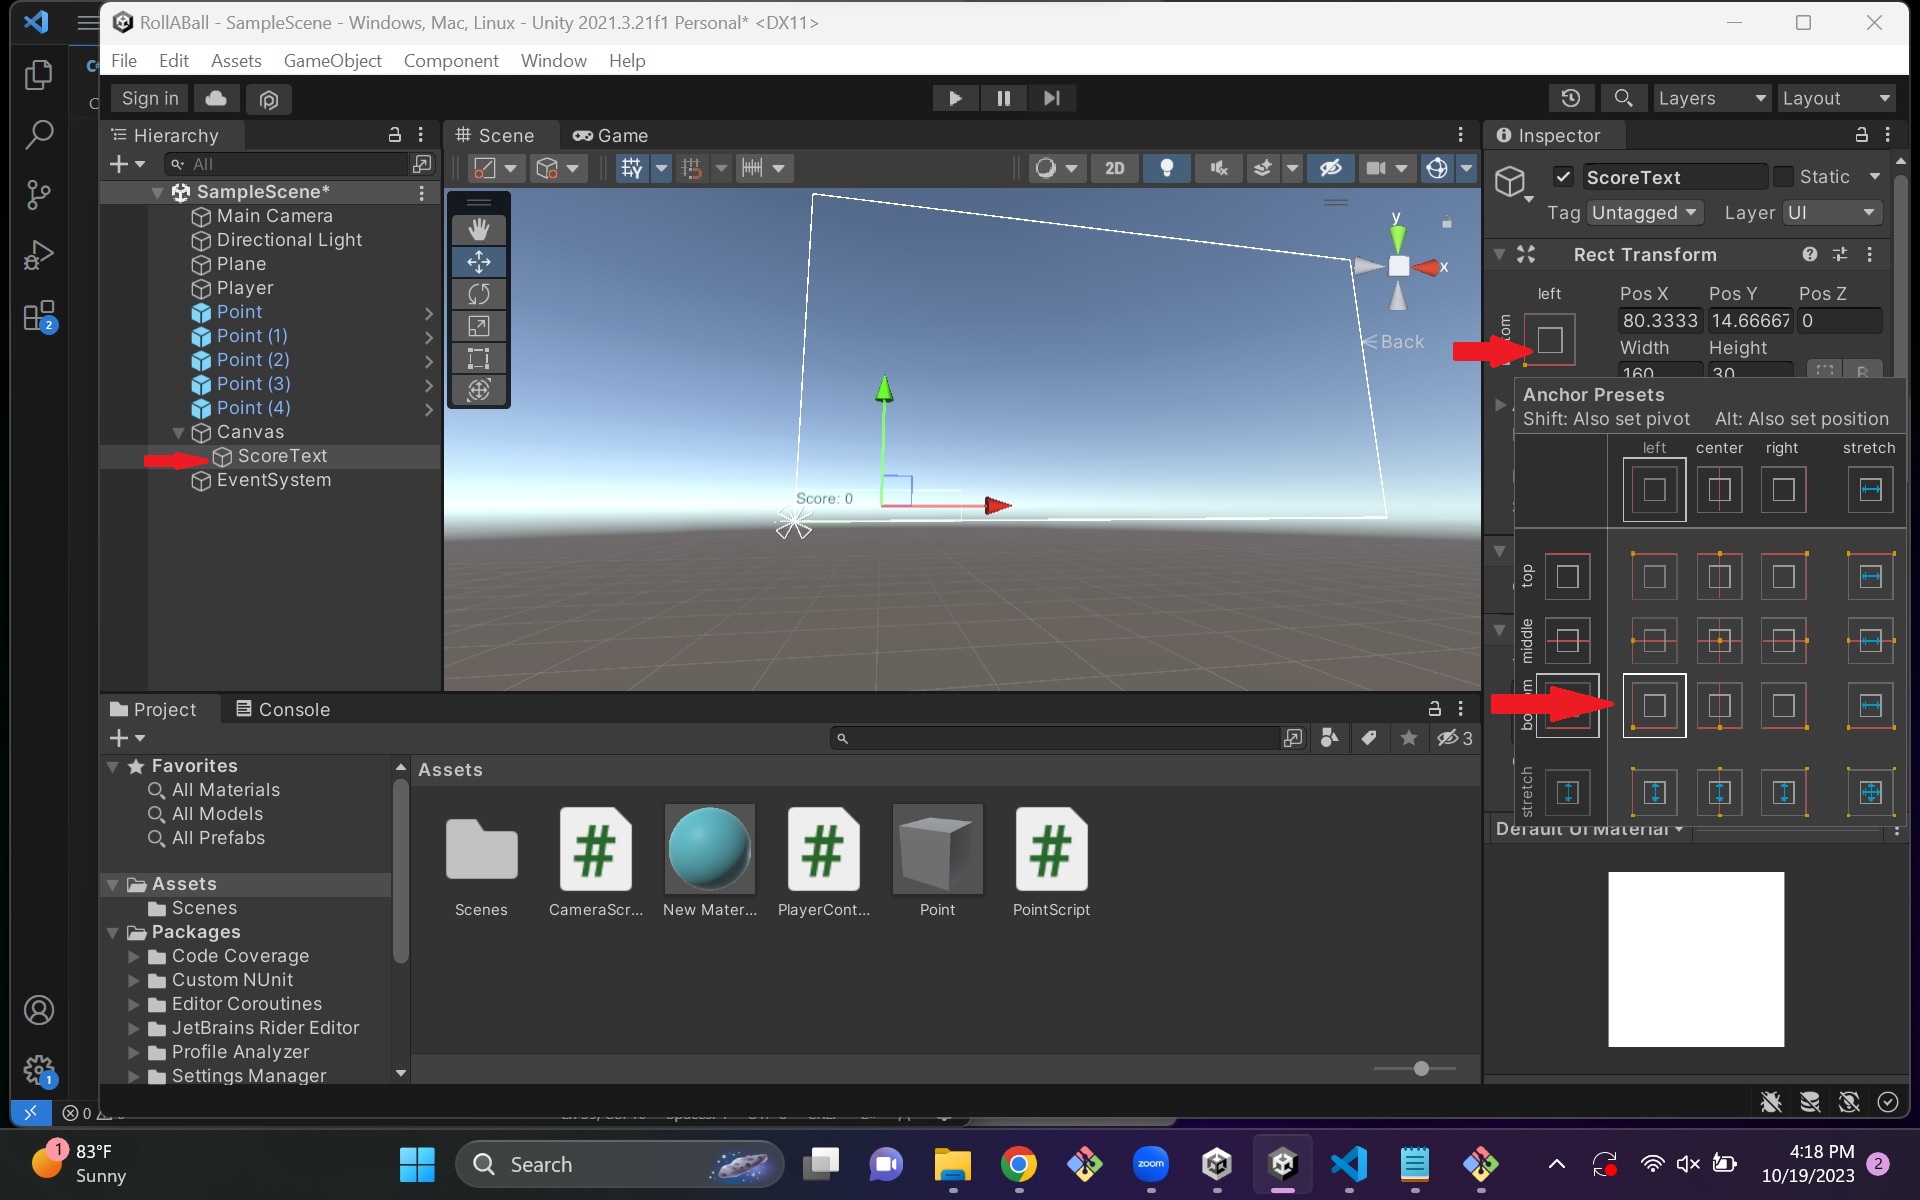 RollABall - SampleScene - Windows, Mac, Linux - Unity 2021.3.21f1 Personal* <DX11>
File Edit Assets GameObject Component Window Help
Sign in
Layers Layout
Hierarchy
All
SampleScene*
Main Camera
Directional Light
Plane
Player
Point
Point (1)
Point (2)
Point (3)
Point (4)
Canvas
ScoreText
EventSystem
Scene Game
2D
y
x
Back
Score: 0
Inspector
ScoreText Static
Tag Untagged Layer UI
Rect Transform
left Pos X Pos Y Pos Z
80.3333 14.66667 0
Width Height
160 30
Anchor Presets
Shift: Also set pivot Alt: Also set position
left center right stretch
top
middle
stretch
Default UI Material
Project Console
3
Favorites
All Materials
All Models
All Prefabs
Assets
Scenes
Packages
Code Coverage
Custom NUnit
Editor Coroutines
JetBrains Rider Editor
Profile Analyzer
Settings Manager
Assets
Scenes CameraScr... New Mater... PlayerCont... Point PointScript
2
1
0
1
83°F
Sunny
Search
zoom
4:18 PM
10/19/2023
2